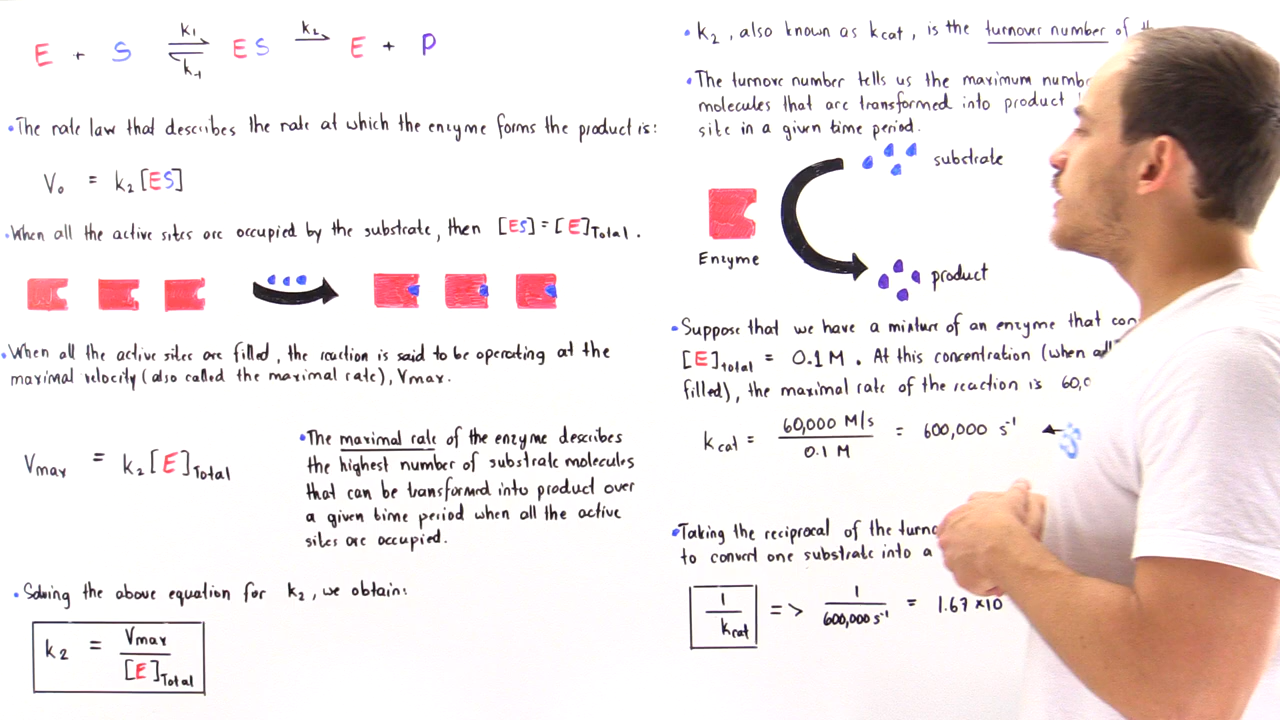 E + S k₁ k₋₁ ES k₂ E + P
•The rate law that describes the rate at which the enzyme forms the product is:
V₀ = k₂[ES]
•When all the active sites are occupied by the substrate, then [ES]=[E]Total.
•When all the active sites are filled, the reaction is said to be operating at the
maximal velocity (also called the maximal rate), Vmax.
Vmax = k₂[E]Total
•The maximal rate of the enzyme describes
the highest number of substrate molecules
that can be transformed into product over
a given time period when all the active
sites are occupied.
•Solving the above equation for k₂, we obtain:
k₂ = Vmax / [E]Total
•k₂, also known as kcat, is the turnover number of
•The turnove number tells us the maximum
molecules that are transformed into product
site in a given time period.
substrate
Enzyme
product
•Suppose that we have a mixture of an enzyme that
[E]total = 0.1 M. At this concentration (when
filled), the maximal rate of the reaction is
kcat = 60,000 M/s / 0.1 M = 600,000 s⁻¹
•Taking the reciprocal of the
to convert one substrate into a
1 / kcat => 1 / 600,000 s⁻¹ = 1.67 × 10